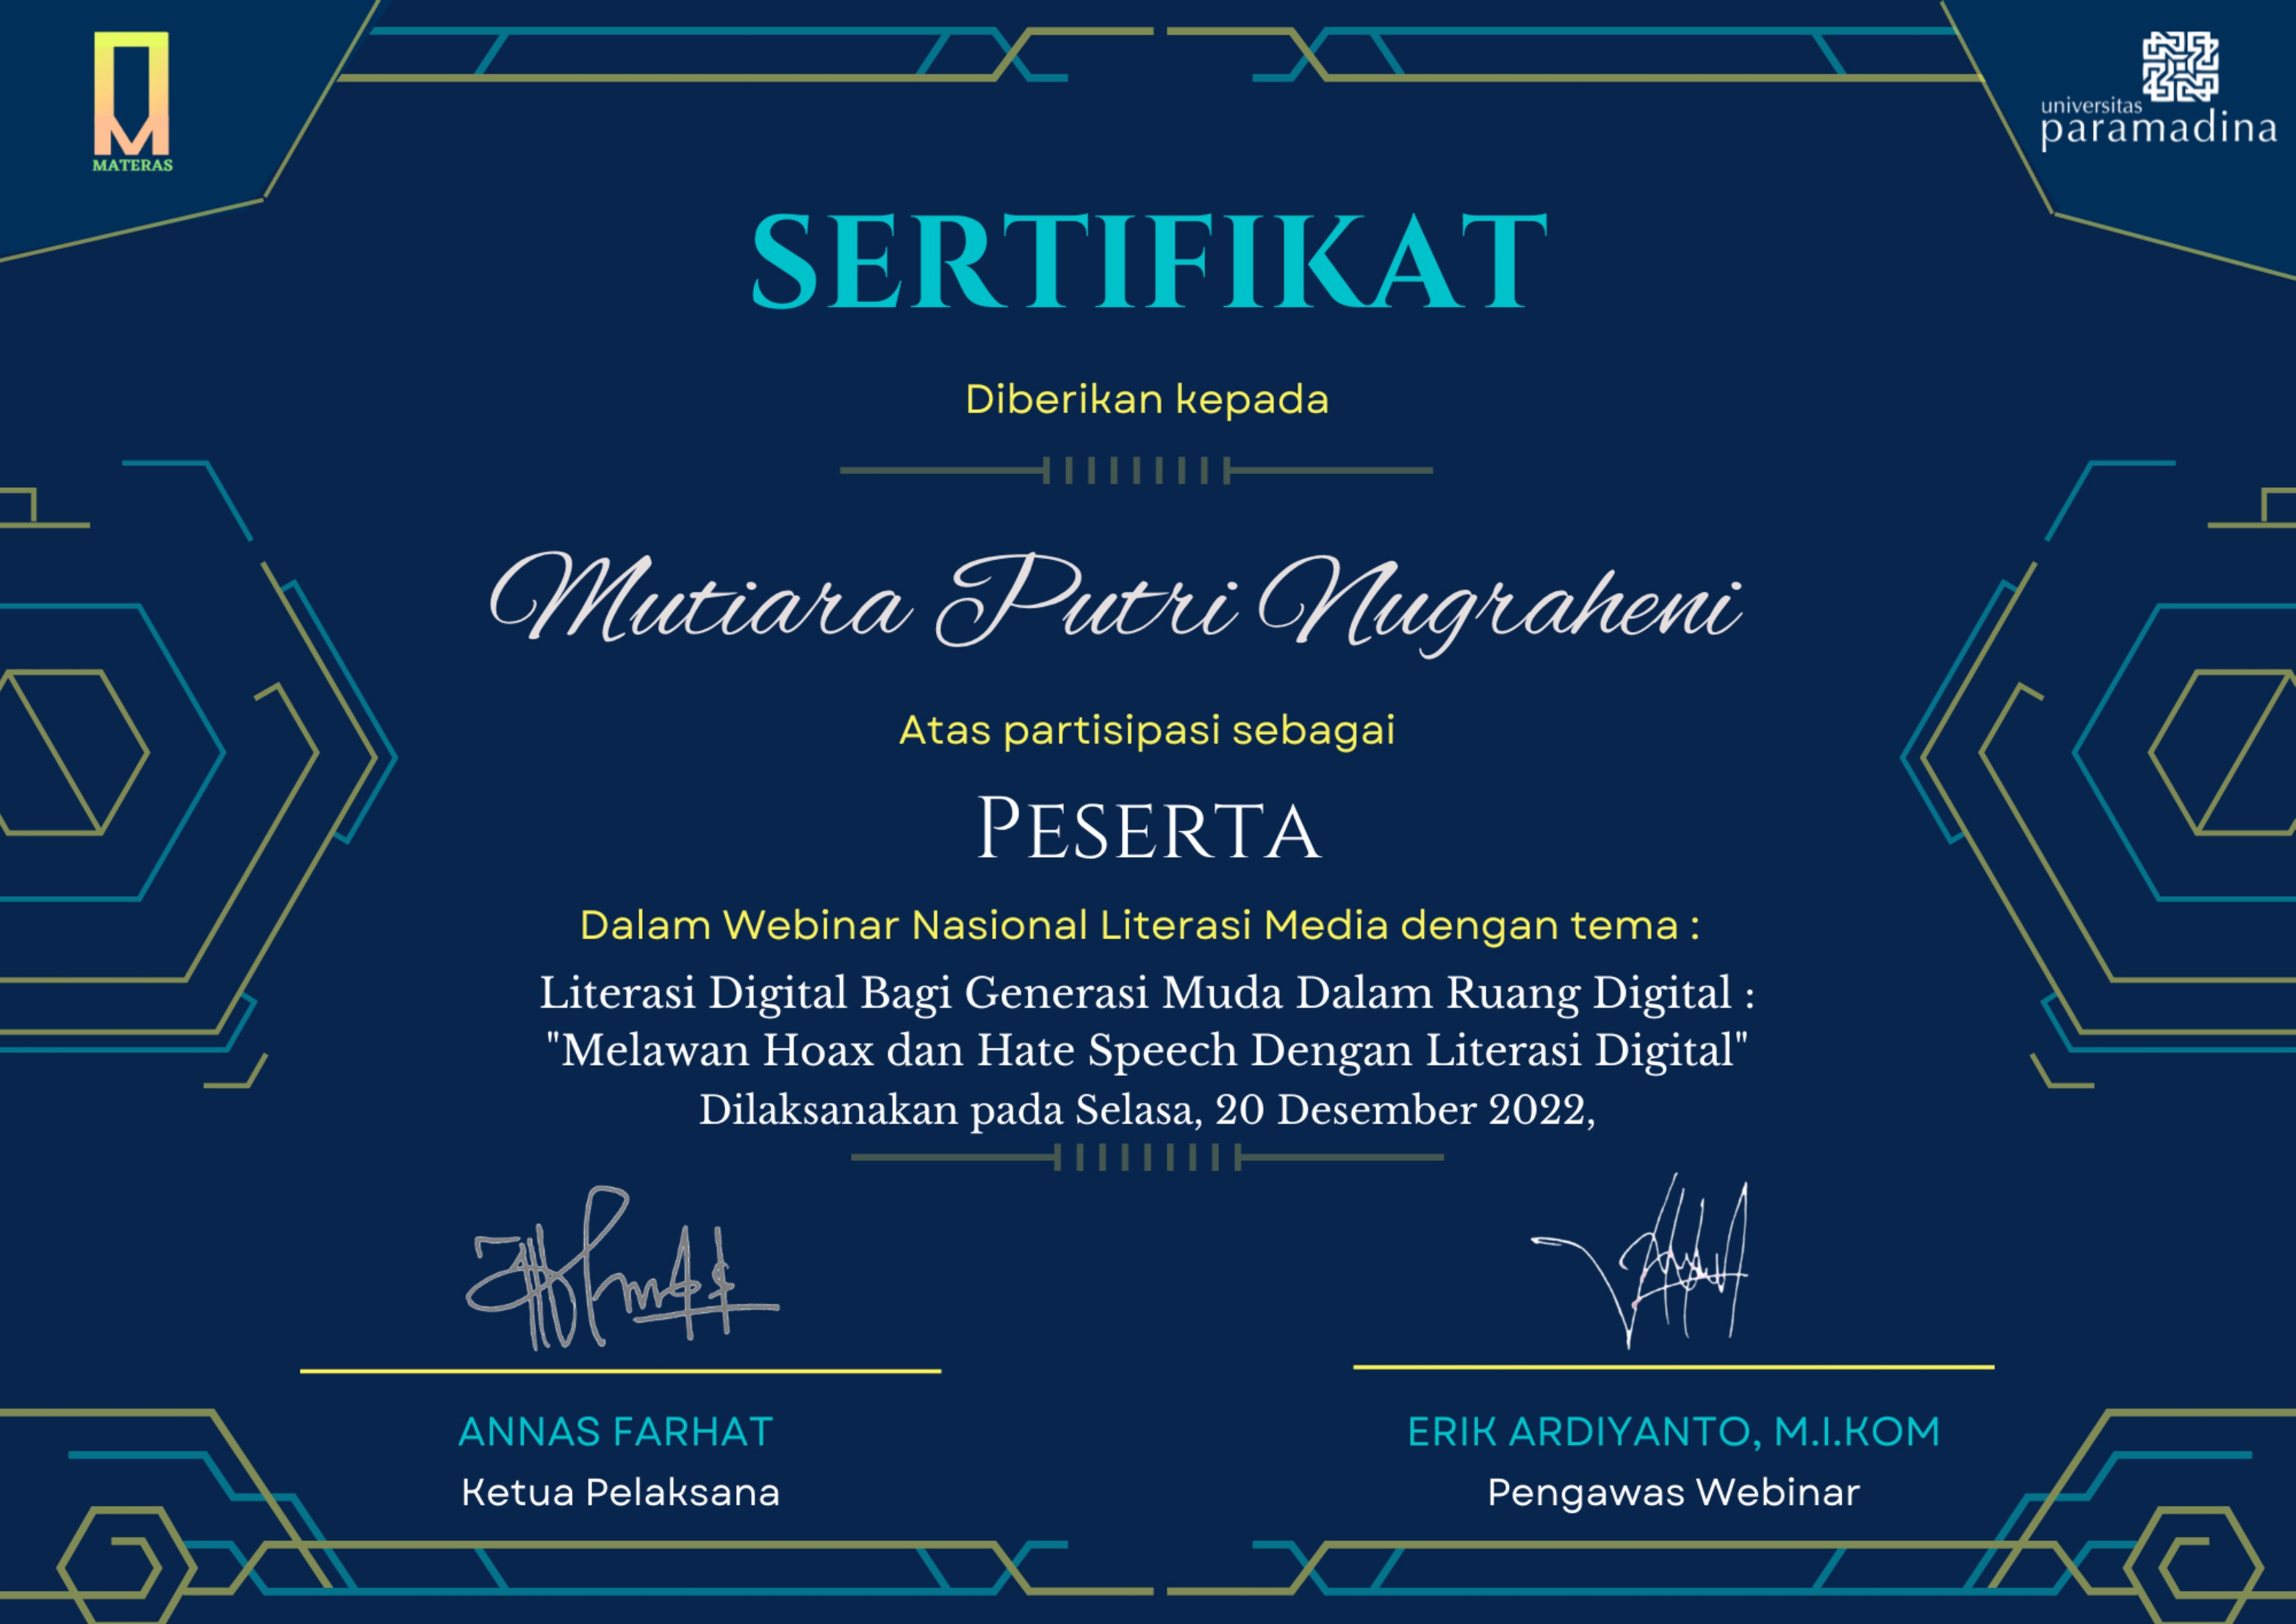 MATERAS
universitas
paramadina
SERTIFIKAT
Diberikan kepada
Mutiara Putri Nugraheni
Atas partisipasi sebagai
PESERTA
Dalam Webinar Nasional Literasi Media dengan tema :
Literasi Digital Bagi Generasi Muda Dalam Ruang Digital :
"Melawan Hoax dan Hate Speech Dengan Literasi Digital"
Dilaksanakan pada Selasa, 20 Desember 2022,
ANNAS FARHAT
Ketua Pelaksana
ERIK ARDIYANTO, M.I.KOM
Pengawas Webinar